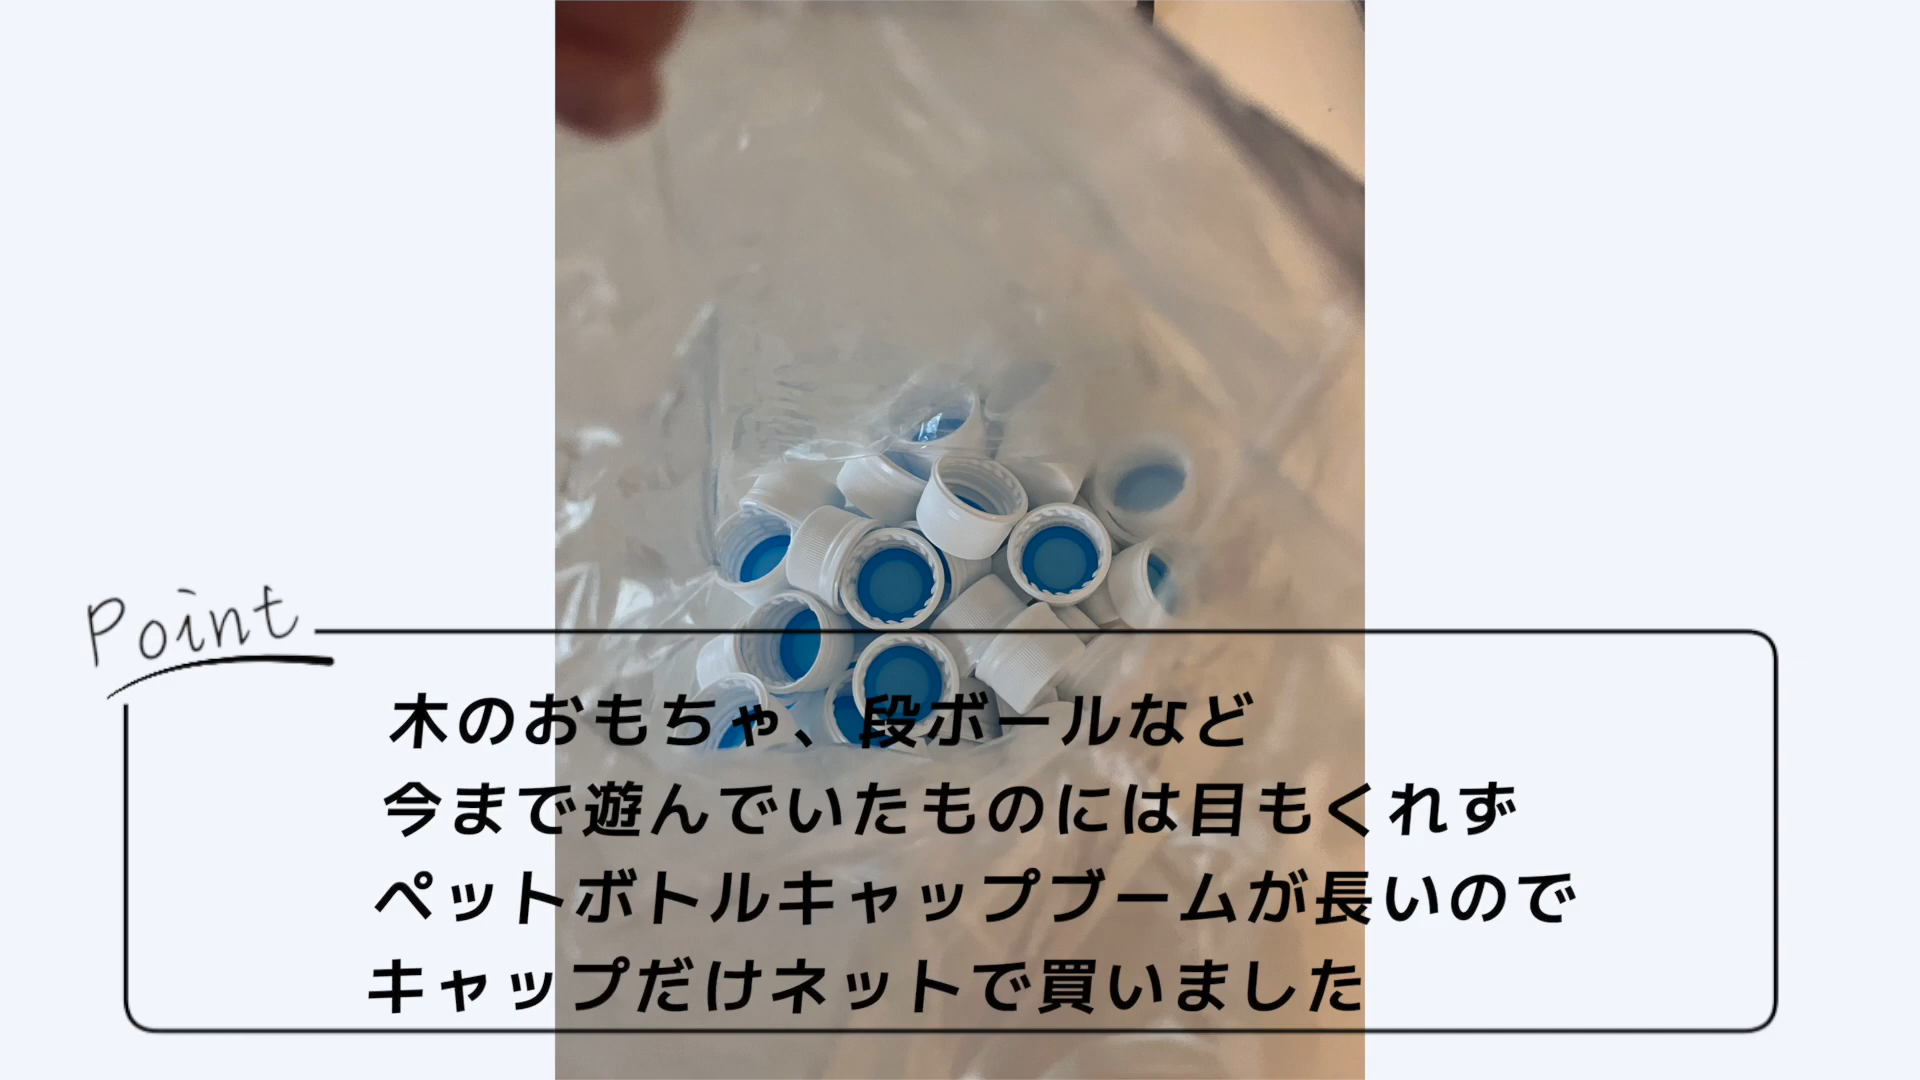 Point
木のおもちゃ、段ボールなど
今まで遊んでいたものには目もくれず
ペットボトルキャップブームが長いので
キャップだけネットで買いました